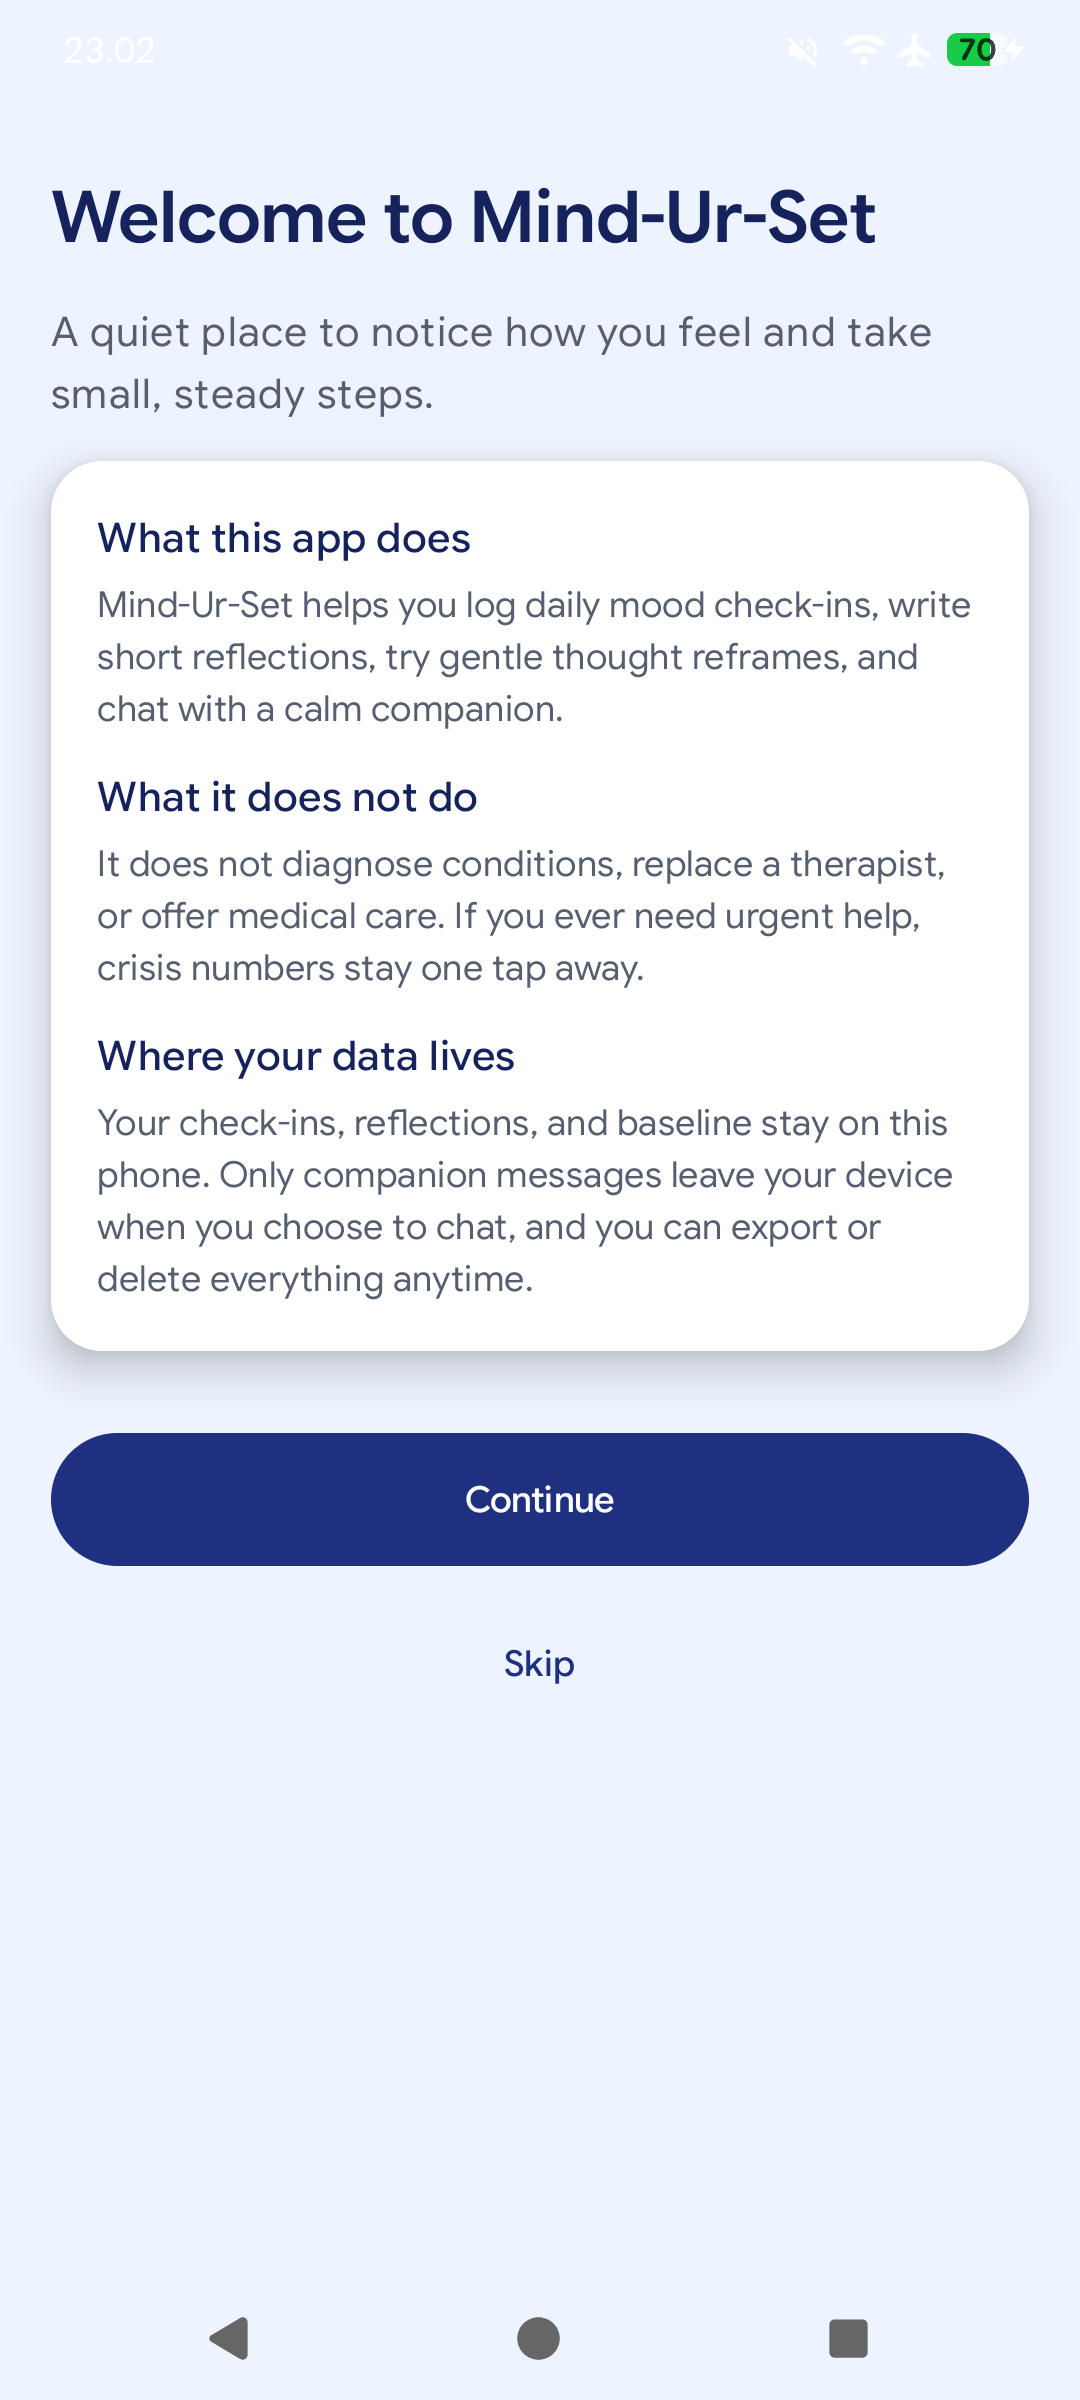 23.02
70
Welcome to Mind-Ur-Set
A quiet place to notice how you feel and take
small, steady steps.
What this app does
Mind-Ur-Set helps you log daily mood check-ins, write
short reflections, try gentle thought reframes, and
chat with a calm companion.
What it does not do
It does not diagnose conditions, replace a therapist,
or offer medical care. If you ever need urgent help,
crisis numbers stay one tap away.
Where your data lives
Your check-ins, reflections, and baseline stay on this
phone. Only companion messages leave your device
when you choose to chat, and you can export or
delete everything anytime.
Continue
Skip